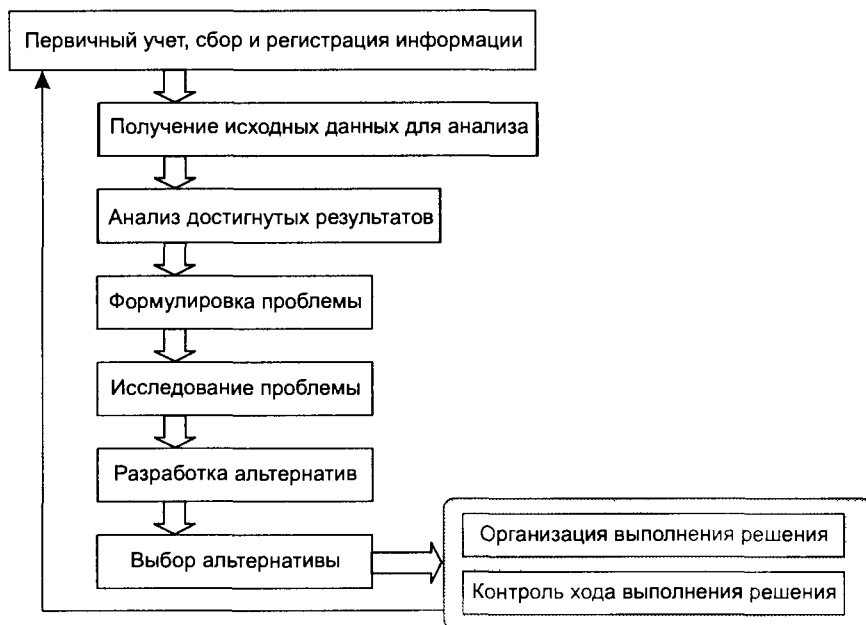 Первичный учет, сбор и регистрация информации
Получение исходных данных для анализа
Анализ достигнутых результатов
Формулировка проблемы
Исследование проблемы
Разработка альтернатив
Выбор альтернативы
Организация выполнения решения
Контроль хода выполнения решения